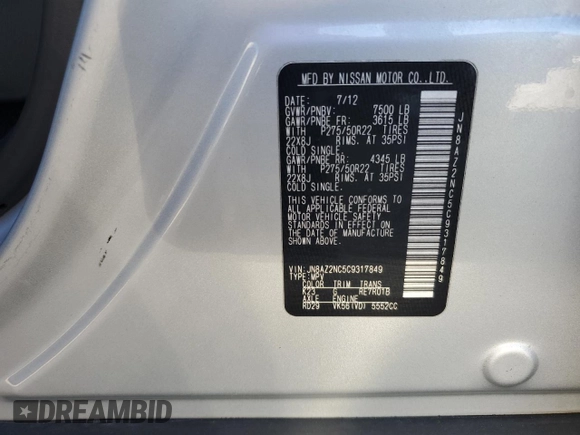 MFD BY NISSAN MOTOR CO.,LTD.
DATE: 7/12
GVWR/PNBV: 7500 LB
GAWR/PNBE FR: 3615 LB
WITH P275/50R22 TIRES
22X8J RIMS. AT 35PSI
COLD SINGLE.
GAWR/PNBE RR: 4345 LB
WITH P275/50R22 TIRES
22X8J RIMS. AT 35PSI
COLD SINGLE.
THIS VEHICLE CONFORMS
TO ALL APPLICABLE FEDERAL
MOTOR VEHICLE SAFETY
STANDARDS IN EFFECT ON
THE DATE OF MANUFACTURE
SHOWN ABOVE.
VIN: JN8AZ2NC5C9317849
TYPE: MPV
COLOR TRIM TRANS
K23 G RE7R01B
AXLE ENGINE
RD29 VK56(VD) 5552CC
JN8AZ2NC5C9317849
DREAMBID